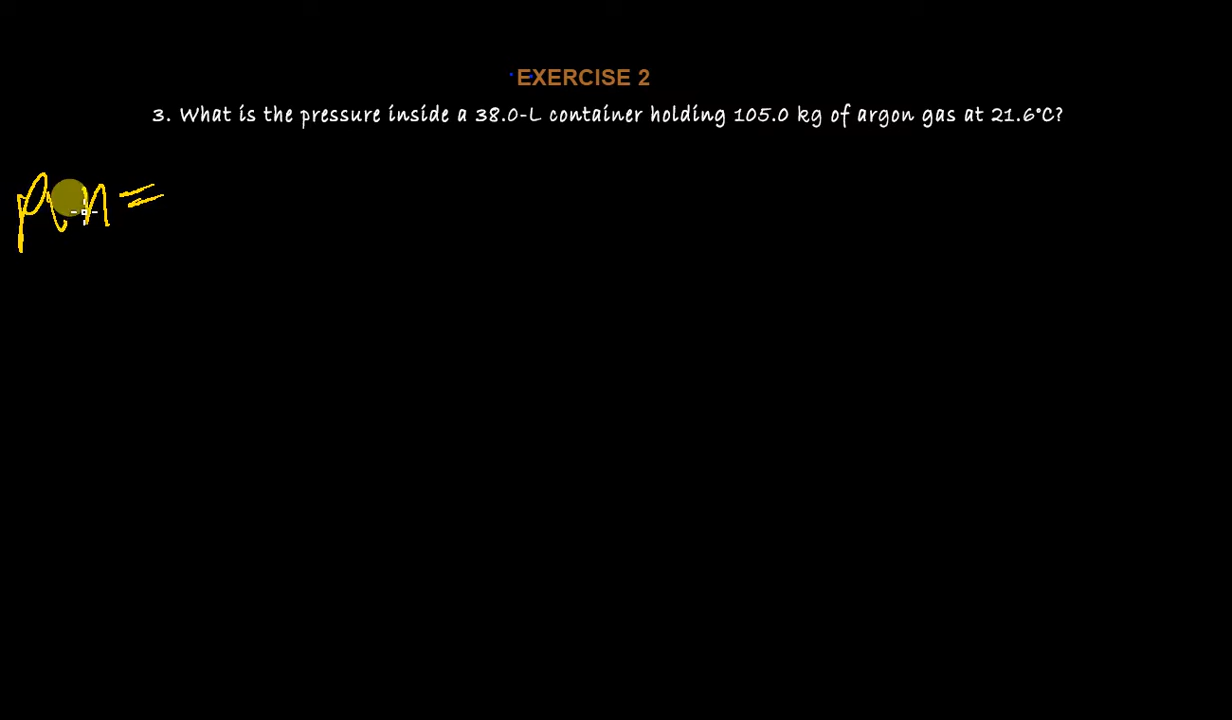 EXERCISE 2
3. What is the pressure inside a 38.0-L container holding 105.0 kg of argon gas at 21.6°C?
n =